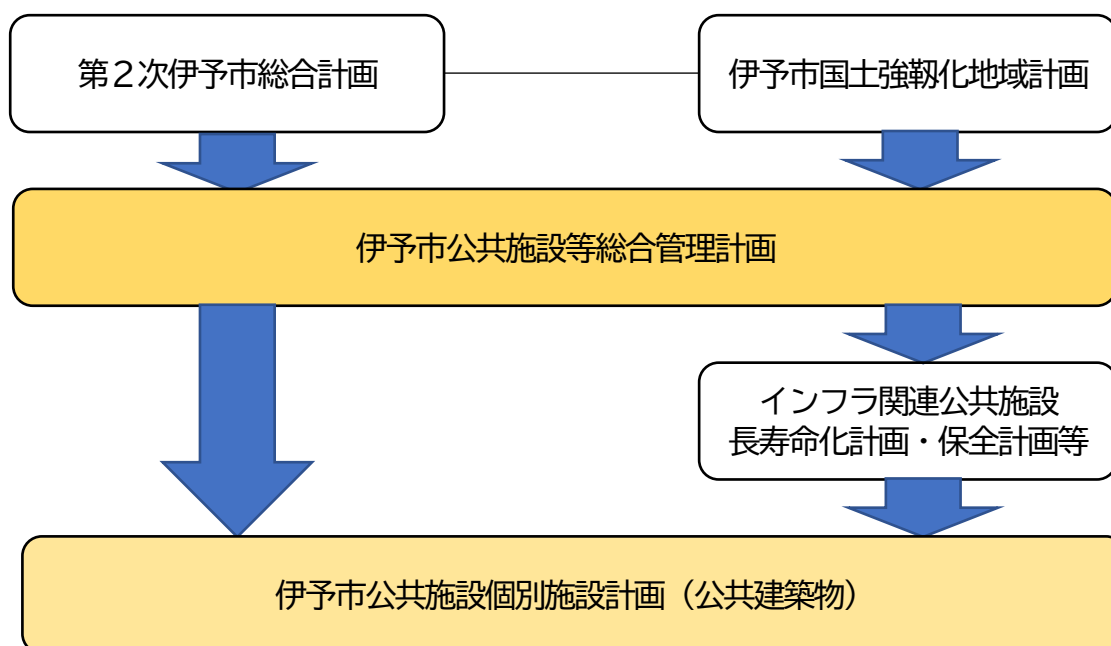 第２次伊予市総合計画
伊予市国土強靱化地域計画
伊予市公共施設等総合管理計画
インフラ関連公共施設
長寿命化計画・保全計画等
伊予市公共施設個別施設計画（公共建築物）